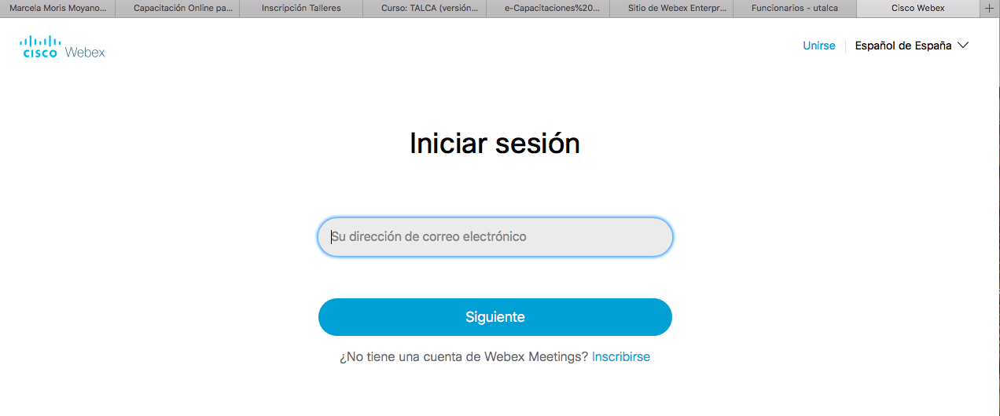 Marcela Moris Moyano...
Capacitación Online pa...
Inscripción Talleres
Curso: TALCA (versión...
e-Capacitaciones%20...
Sitio de Webex Enterpr...
Funcionarios - utalca
Cisco Webex
cisco Webex
Unirse
Español de España
Iniciar sesión
Su dirección de correo electrónico
Siguiente
¿No tiene una cuenta de Webex Meetings? Inscribirse